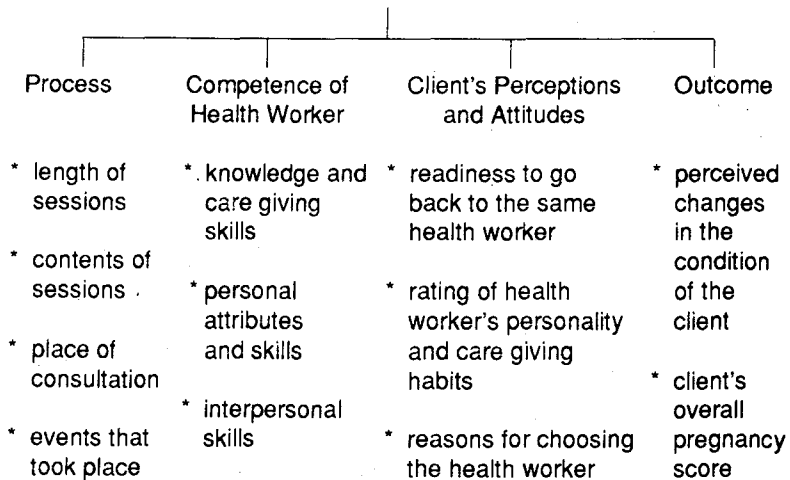 Process
length of
sessions
contents of
sessions
place of
consultation
events that
took place
Competence of
Health Worker
knowledge and
care giving
skills
personal
attributes
and skills
interpersonal
skills
Client's Perceptions
and Attitudes
readiness to go
back to the same
health worker
rating of health
worker's personality
and care giving
habits
reasons for choosing
the health worker
Outcome
perceived
changes
in the
condition
of the
client
client's
overall
pregnancy
score